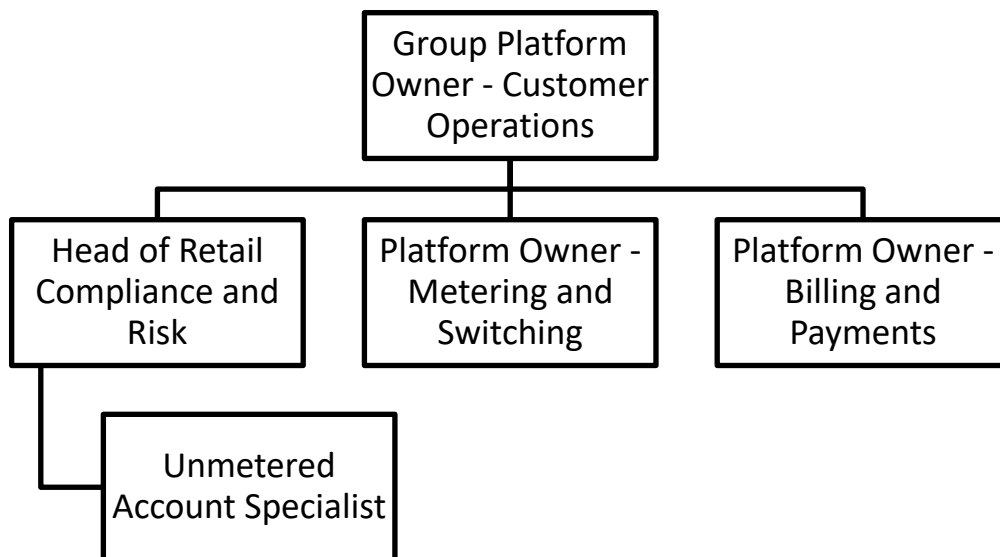 Group Platform
Owner - Customer
Operations
Head of Retail
Compliance and
Risk
Platform Owner -
Metering and
Switching
Platform Owner -
Billing and
Payments
Unmetered
Account Specialist